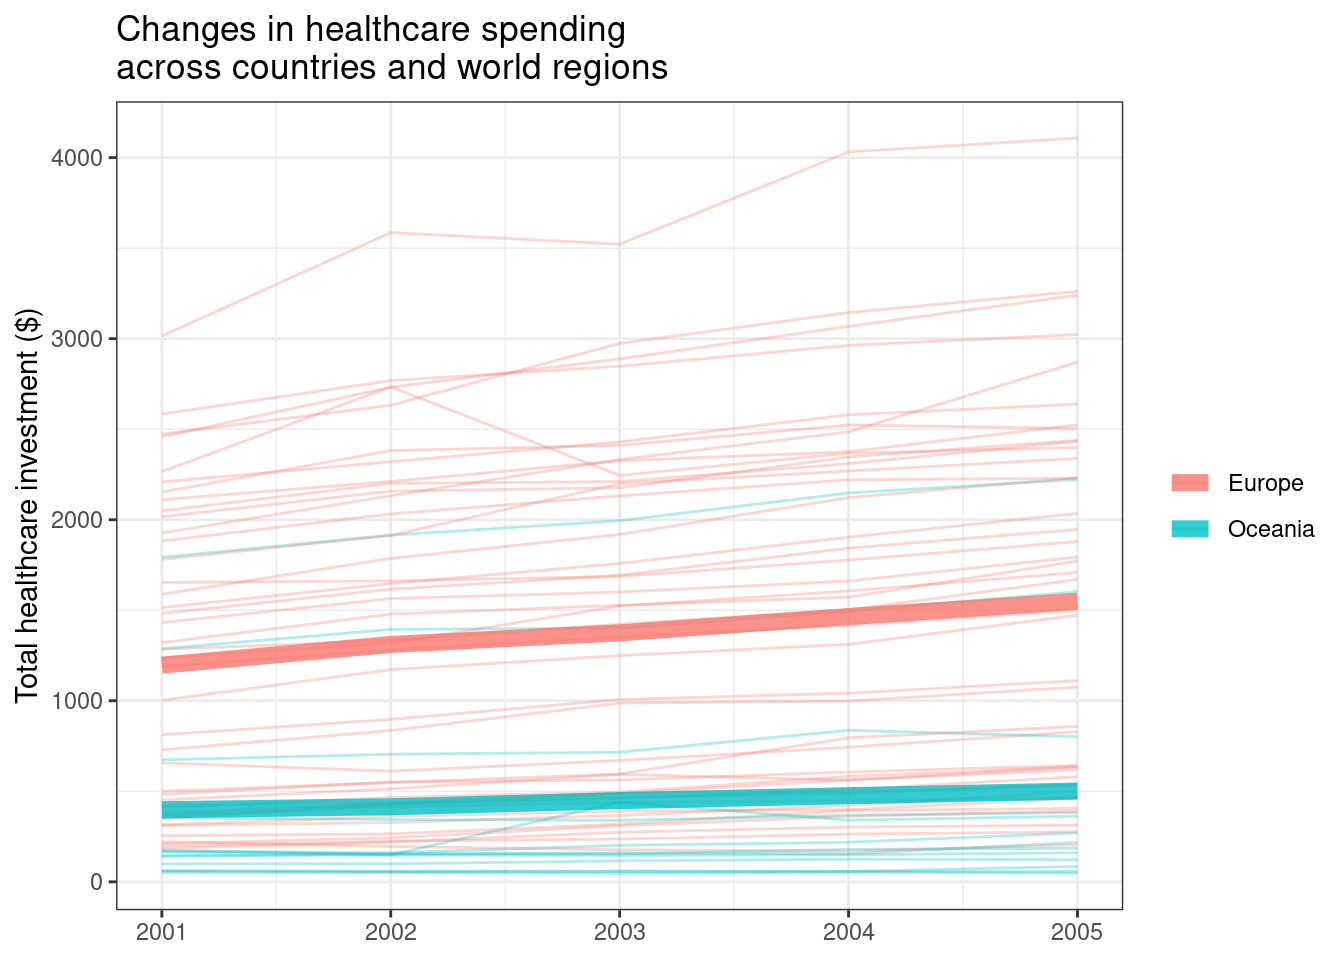 Changes in healthcare spending
across countries and world regions
Total healthcare investment ($)
4000
3000
2000
1000
0
2001
2002
2003
2004
2005
Europe
Oceania